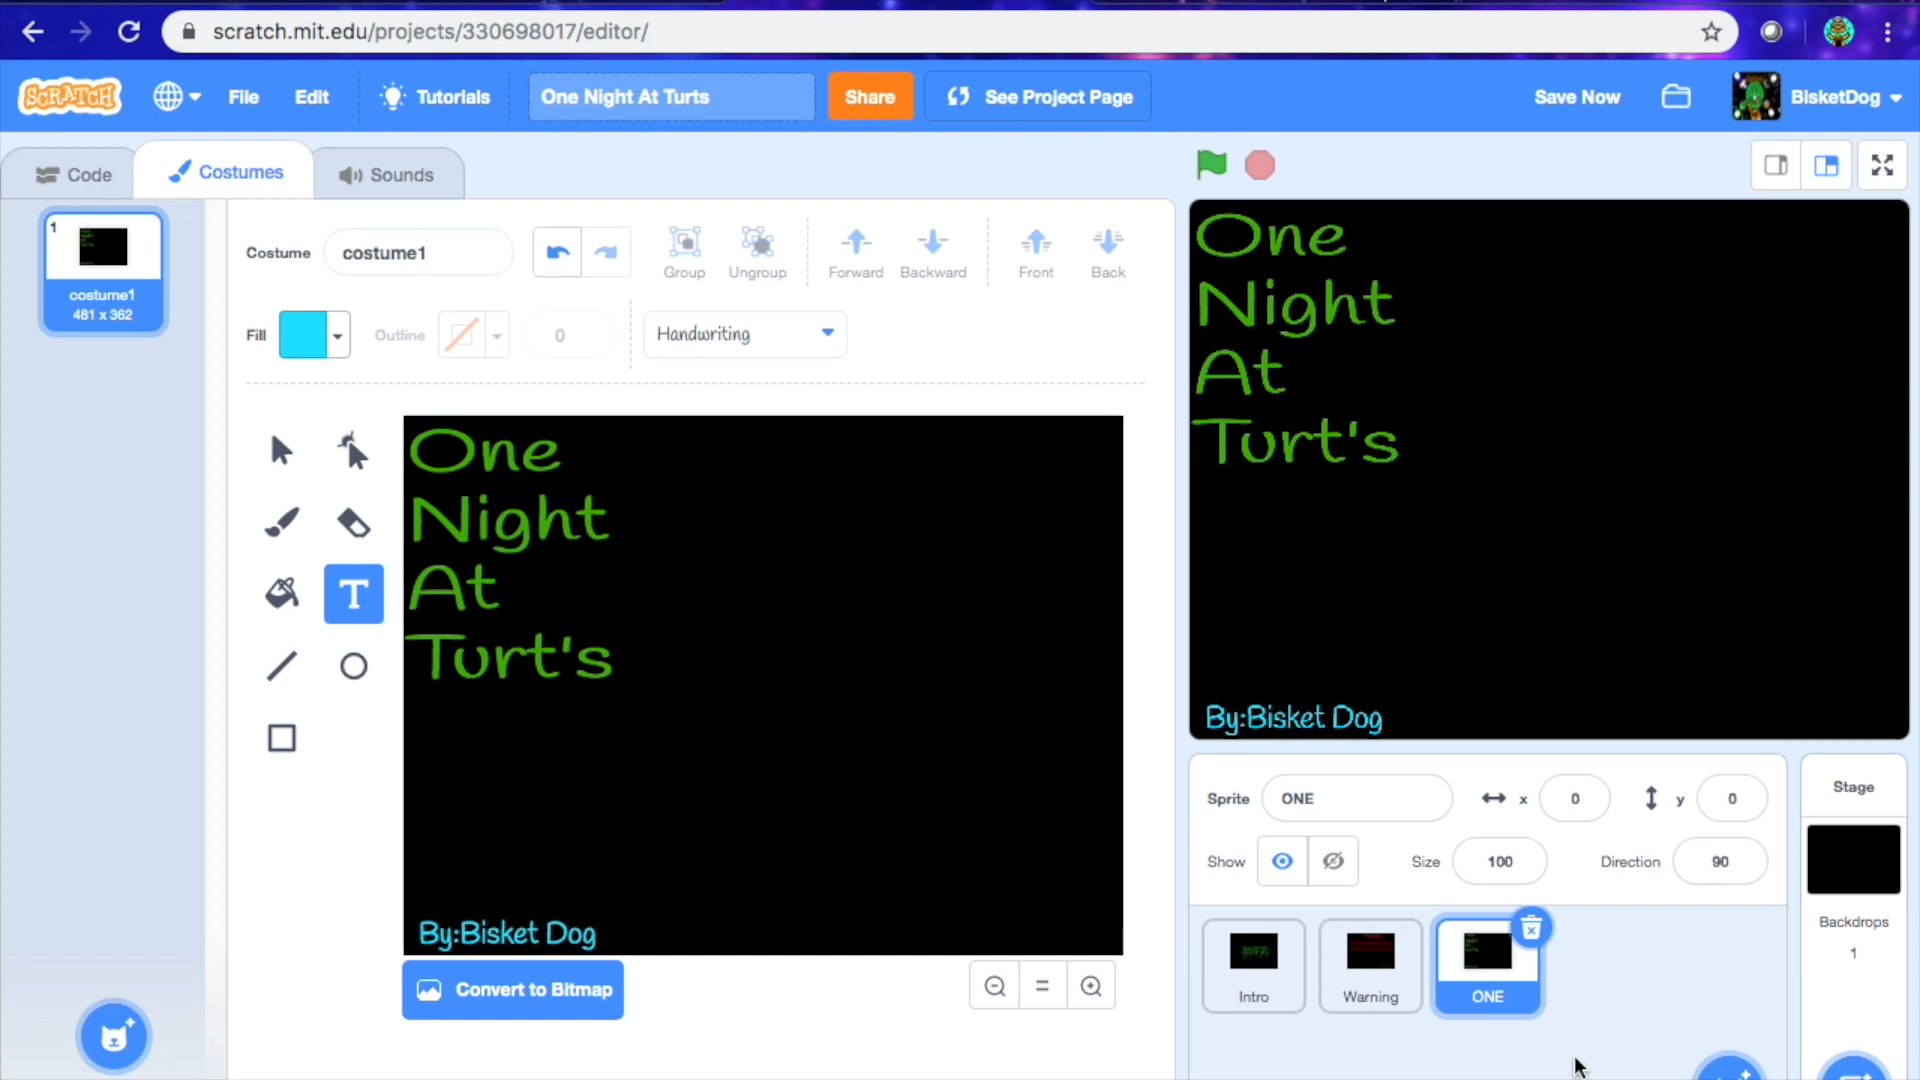 scratch.mit.edu/projects/330698017/editor/
SCRATCH
File
Edit
Tutorials
One Night At Turts
Share
See Project Page
Save Now
BisketDog
Code
Costumes
Sounds
1
costume1
481 x 362
Costume
costume1
Group
Ungroup
Forward
Backward
Front
Back
Fill
Outline
0
Handwriting
T
One
Night
At
Turt's
By:Bisket Dog
Convert to Bitmap
One
Night
At
Turt's
By:Bisket Dog
Sprite
ONE
x
0
y
0
Show
Size
100
Direction
90
Intro
Warning
ONE
Stage
Backdrops
1